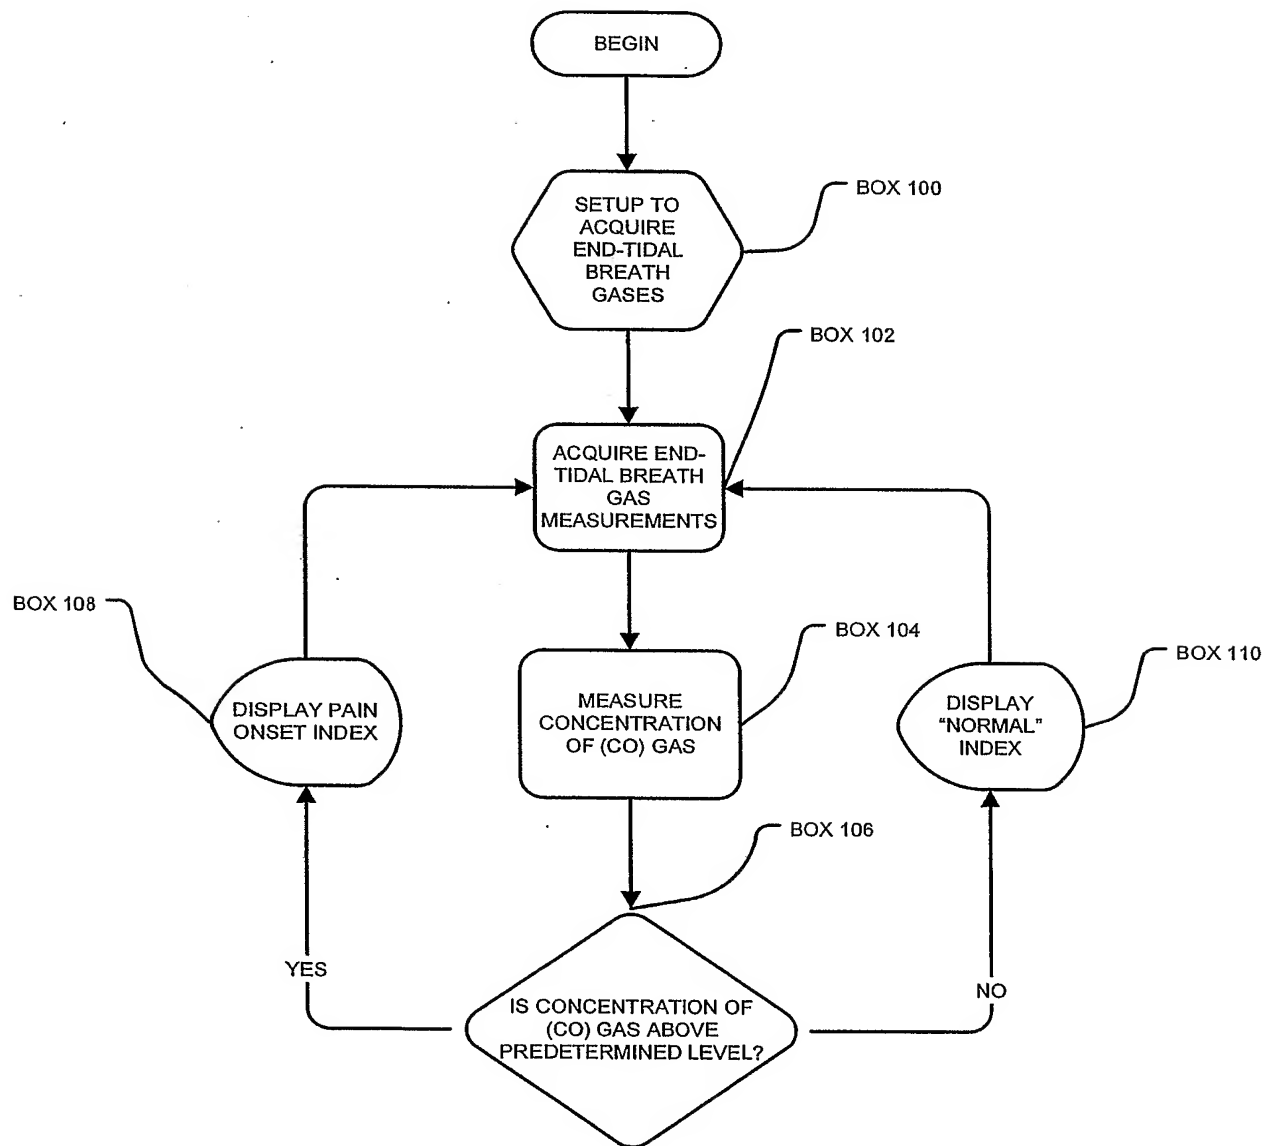 BEGIN
SETUP TO
ACQUIRE
END-TIDAL
BREATH
GASES
BOX 100
BOX 102
ACQUIRE END-
TIDAL BREATH
GAS
MEASUREMENTS
BOX 108
BOX 104
BOX 110
DISPLAY PAIN
ONSET INDEX
MEASURE
CONCENTRATION
OF (CO) GAS
DISPLAY
"NORMAL"
INDEX
BOX 106
YES
NO
IS CONCENTRATION OF
(CO) GAS ABOVE
PREDETERMINED LEVEL?